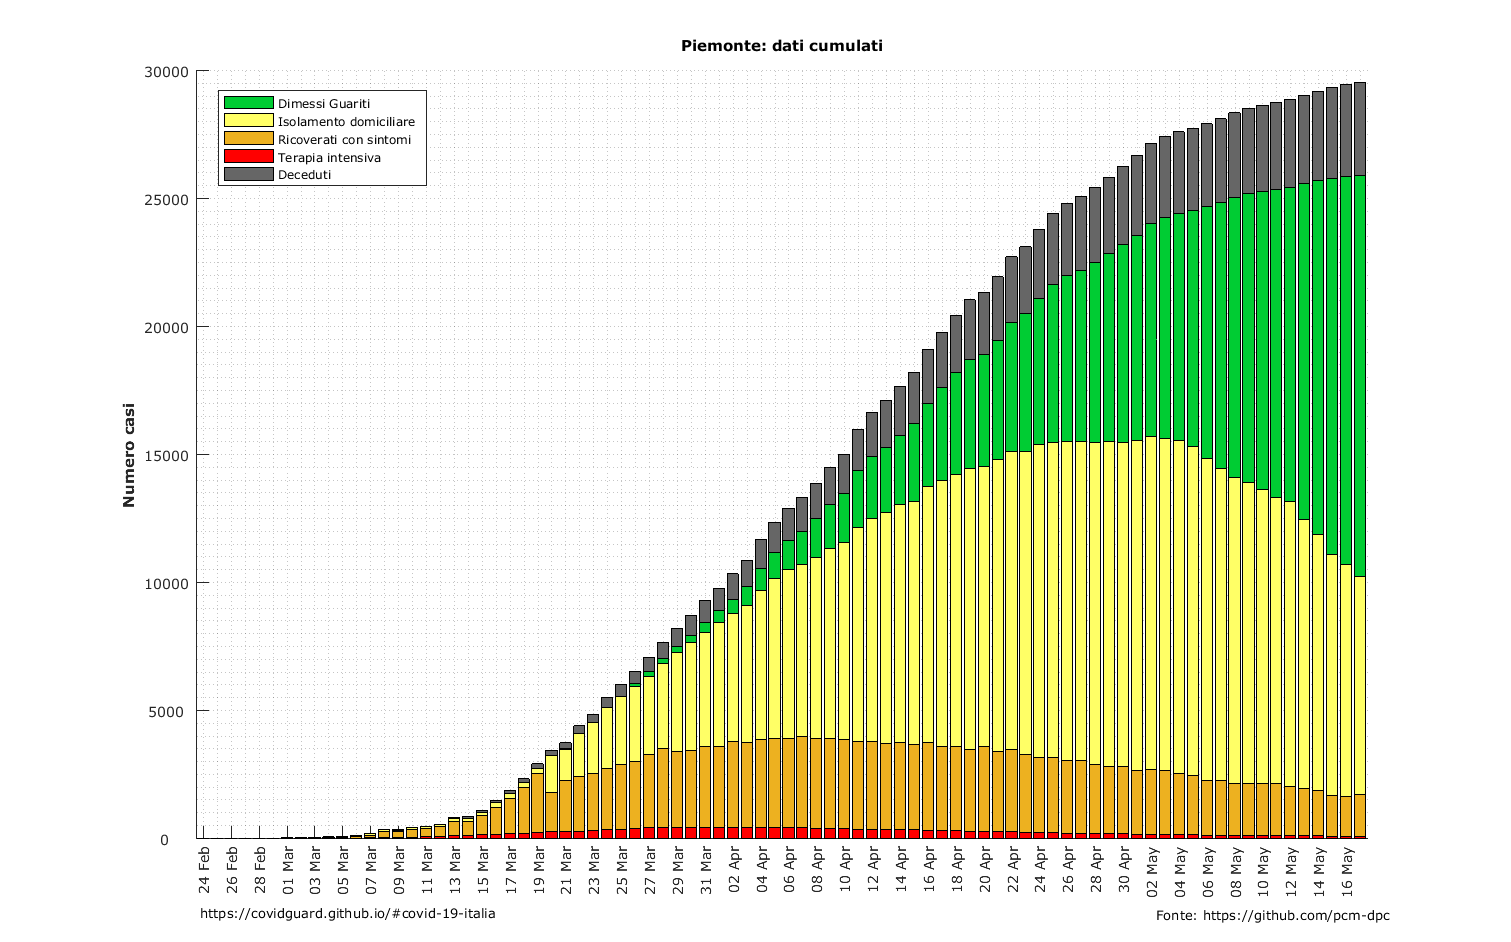 Piemonte: dati cumulati
30000
25000
20000
15000
10000
5000
0
Numero casi
Dimessi Guariti
Isolamento domiciliare
Ricoverati con sintomi
Terapia intensiva
Deceduti
24 Feb
26 Feb
28 Feb
01 Mar
03 Mar
05 Mar
07 Mar
09 Mar
11 Mar
13 Mar
15 Mar
17 Mar
19 Mar
21 Mar
23 Mar
25 Mar
27 Mar
29 Mar
31 Mar
02 Apr
04 Apr
06 Apr
08 Apr
10 Apr
12 Apr
14 Apr
16 Apr
18 Apr
20 Apr
22 Apr
24 Apr
26 Apr
28 Apr
30 Apr
02 May
04 May
06 May
08 May
10 May
12 May
14 May
16 May
https://covidguard.github.io/#covid-19-italia
Fonte: https://github.com/pcm-dpc